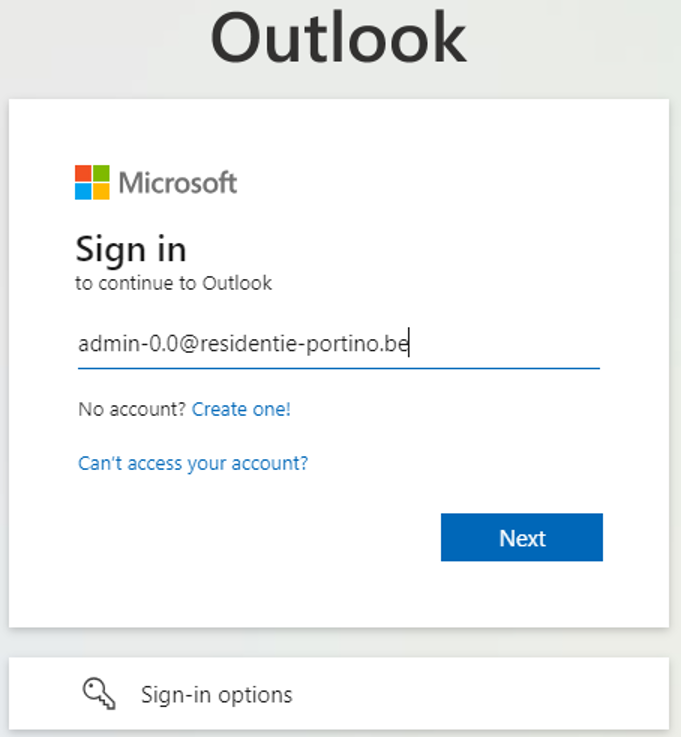 Outlook
Microsoft
Sign in
to continue to Outlook
admin-0.0@residentie-portino.be
No account? Create one!
Can't access your account?
Next
Sign-in options